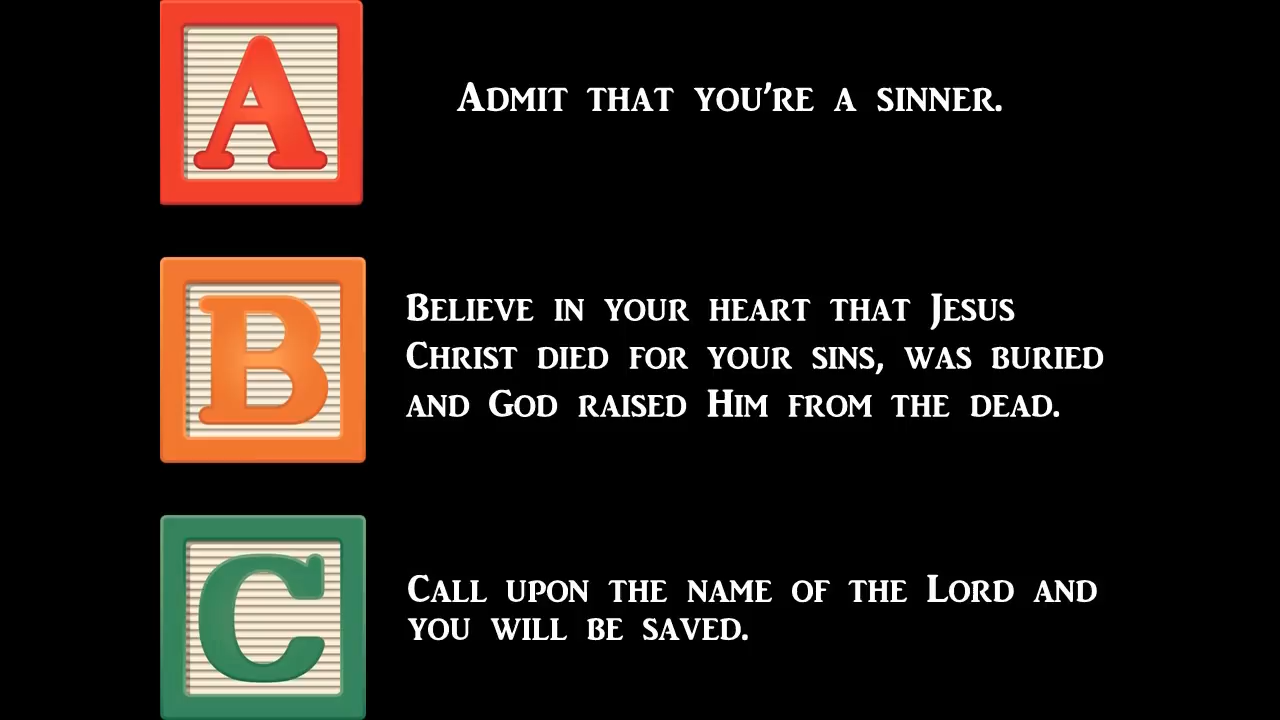 A
Admit that you're a sinner.
B
Believe in your heart that Jesus
Christ died for your sins, was buried
and God raised Him from the dead.
C
Call upon the name of the Lord and
you will be saved.